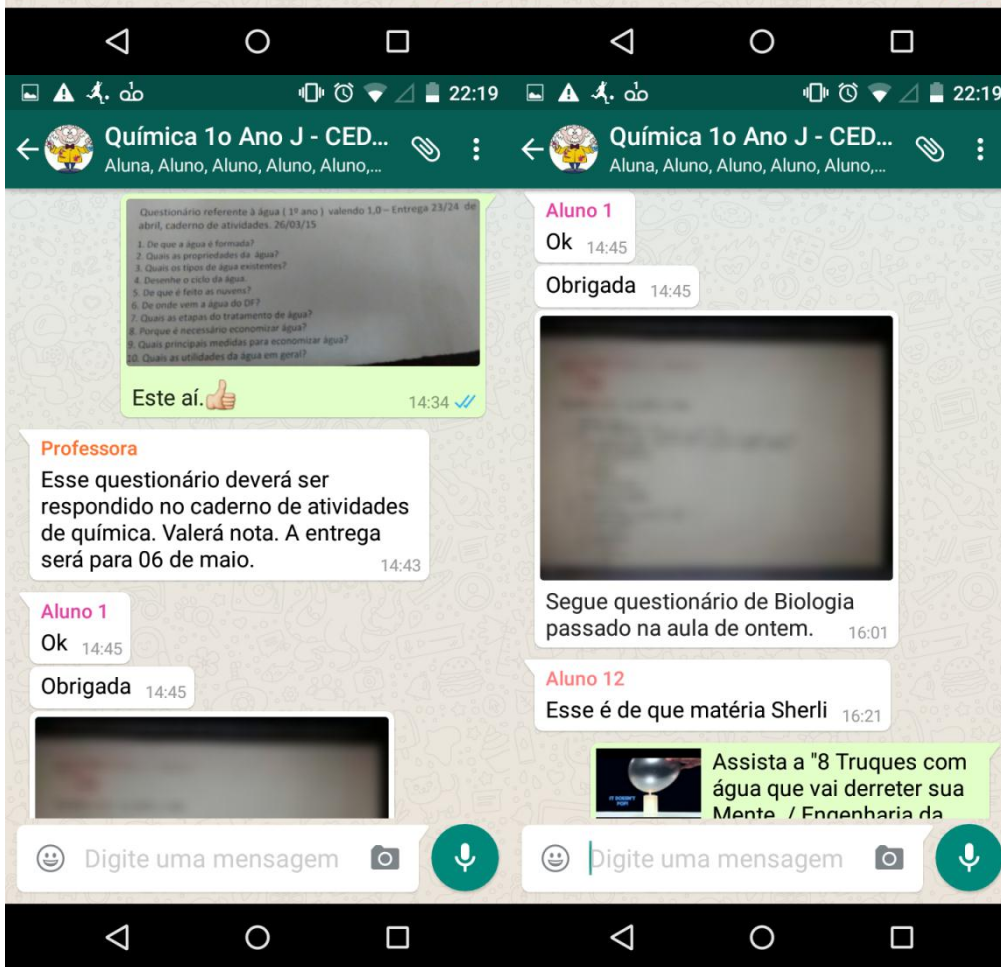 22:19
Química 1o Ano J - CED...
Aluna, Aluno, Aluno, Aluno, Aluno,...
Questionário referente à água ( 1º ano ) valendo 1,0 – Entrega 23/24 de
abril, caderno de atividades. 26/03/15
1. De que a água é formada?
2. Quais as propriedades da água?
3. Quais os tipos de água existentes?
4. Desenhe o ciclo da água.
5. De que é feito as nuvens?
6. De onde vem a água do DF?
7. Quais as etapas do tratamento de água?
8. Porque é necessário economizar água?
9. Quais principais medidas para economizar água?
10. Quais as utilidades da água em geral?
Este aí.
14:34
Professora
Esse questionário deverá ser
respondido no caderno de atividades
de química. Valerá nota. A entrega
será para 06 de maio.
14:43
Aluno 1
Ok 14:45
Obrigada 14:45
Digite uma mensagem
22:19
Química 1o Ano J - CED...
Aluna, Aluno, Aluno, Aluno, Aluno,...
Aluno 1
Ok 14:45
Obrigada 14:45
Segue questionário de Biologia
passado na aula de ontem. 16:01
Aluno 12
Esse é de que matéria Sherli 16:21
IT DOESN'T
POP!
Assista a "8 Truques com
água que vai derreter sua
Mente / Engenharia da
Digite uma mensagem